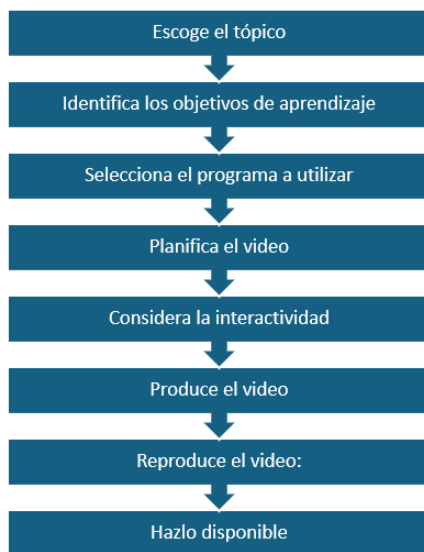 Escoge el tópico
Identifica los objetivos de aprendizaje
Selecciona el programa a utilizar
Planifica el video
Considera la interactividad
Produce el video
Reproduce el video:
Hazlo disponible